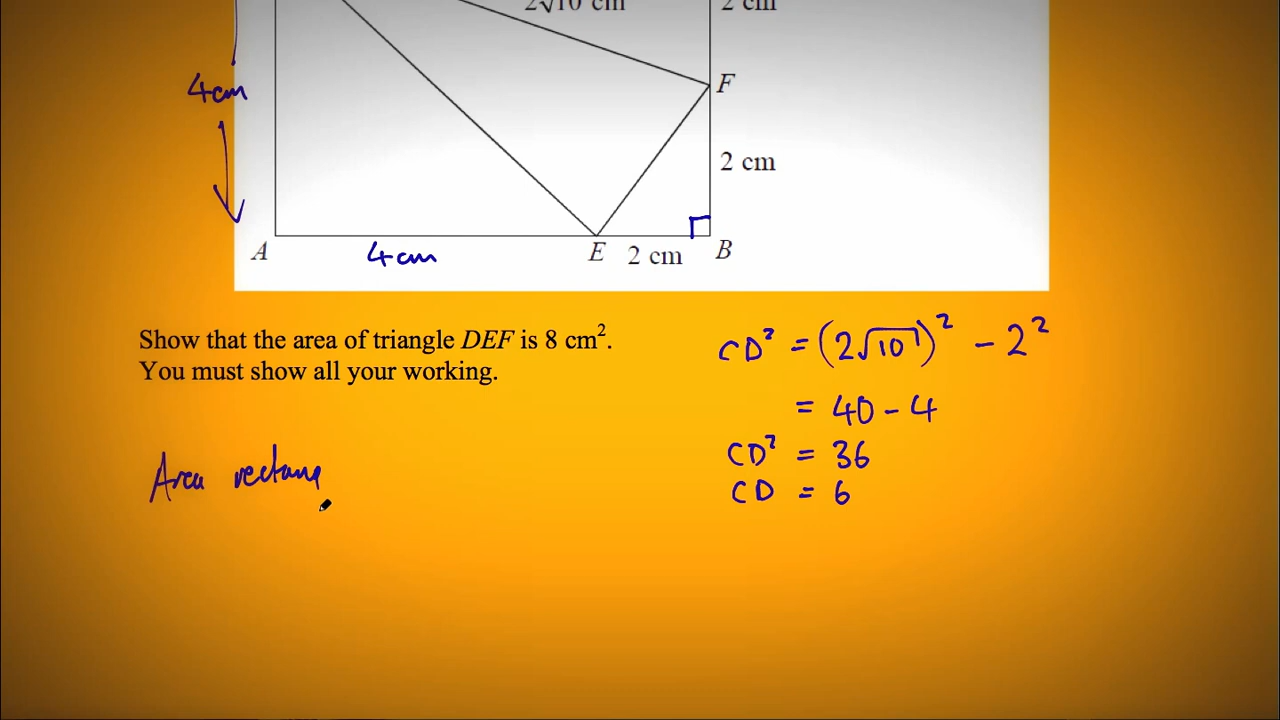 2√10 cm
2 cm
4cm
F
2 cm
A
4cm
E
2 cm
B
Show that the area of triangle DEF is 8 cm².
You must show all your working.
CD² = (2√10)² - 2²
= 40 - 4
CD² = 36
CD = 6
Area rectang